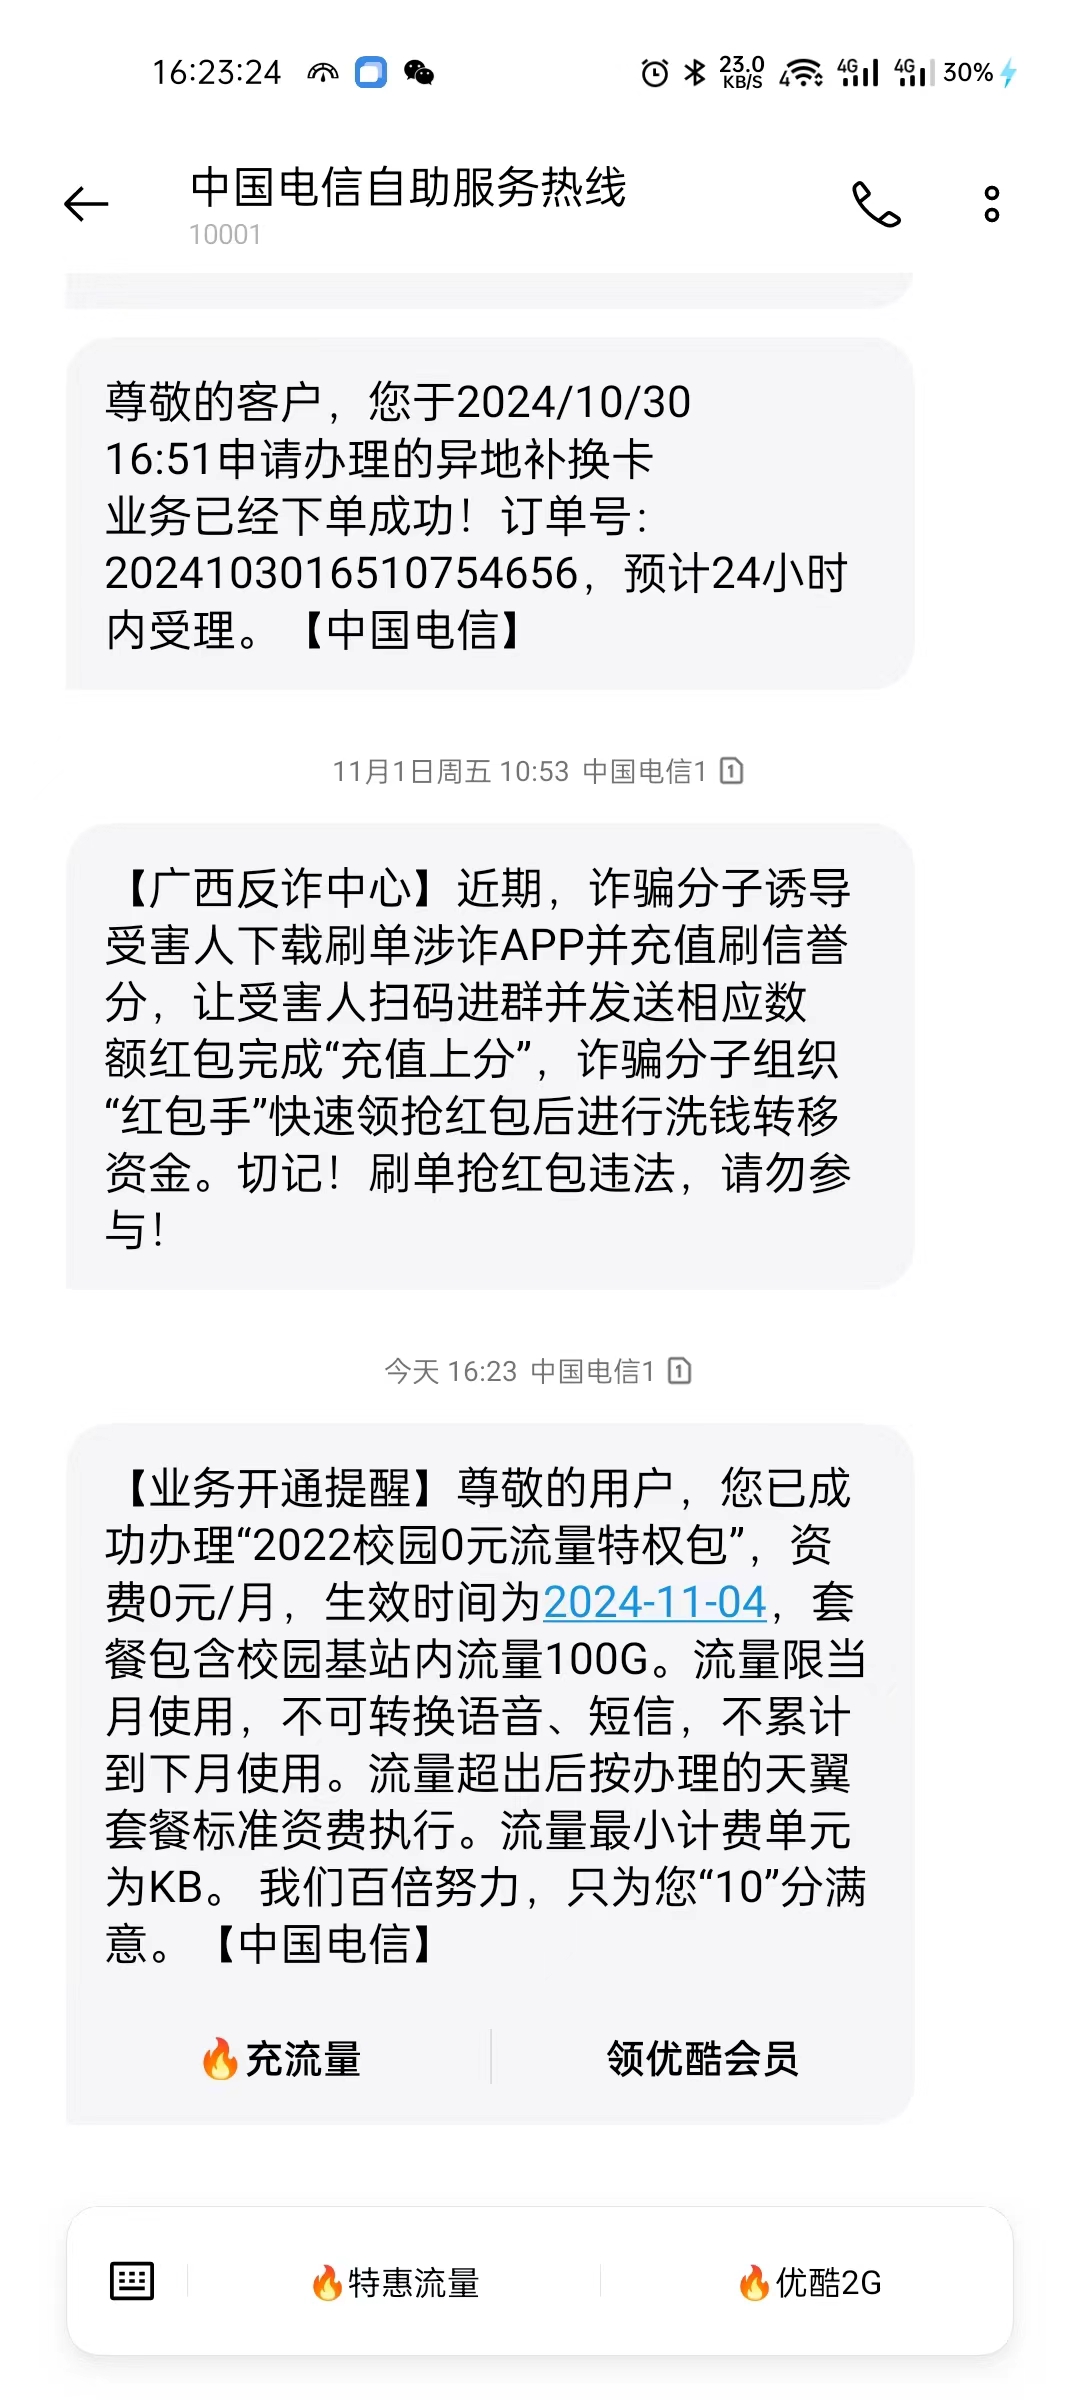 16:23:24 23.0 KB/S 4 4G 4G 30%
中国电信自助服务热线
10001
尊敬的客户，您于2024/10/30
16:51申请办理的异地补换卡
业务已经下单成功！订单号：
2024103016510754656，预计24小时
内受理。【中国电信】
11月1日周五 10:53 中国电信1 1
【广西反诈中心】近期，诈骗分子诱导
受害人下载刷单涉诈APP并充值刷信誉
分，让受害人扫码进群并发送相应数
额红包完成“充值上分”，诈骗分子组织
“红包手”快速领抢红包后进行洗钱转移
资金。切记！刷单抢红包违法，请勿参
与！
今天 16:23 中国电信1 1
【业务开通提醒】尊敬的用户，您已成
功办理“2022校园0元流量特权包”，资
费0元/月，生效时间为2024-11-04，套
餐包含校园基站内流量100G。流量限当
月使用，不可转换语音、短信，不累计
到下月使用。流量超出后按办理的天翼
套餐标准资费执行。流量最小计费单元
为KB。 我们百倍努力，只为您“10”分满
意。【中国电信】
🔥充流量 领优酷会员
🔥特惠流量 🔥优酷2G